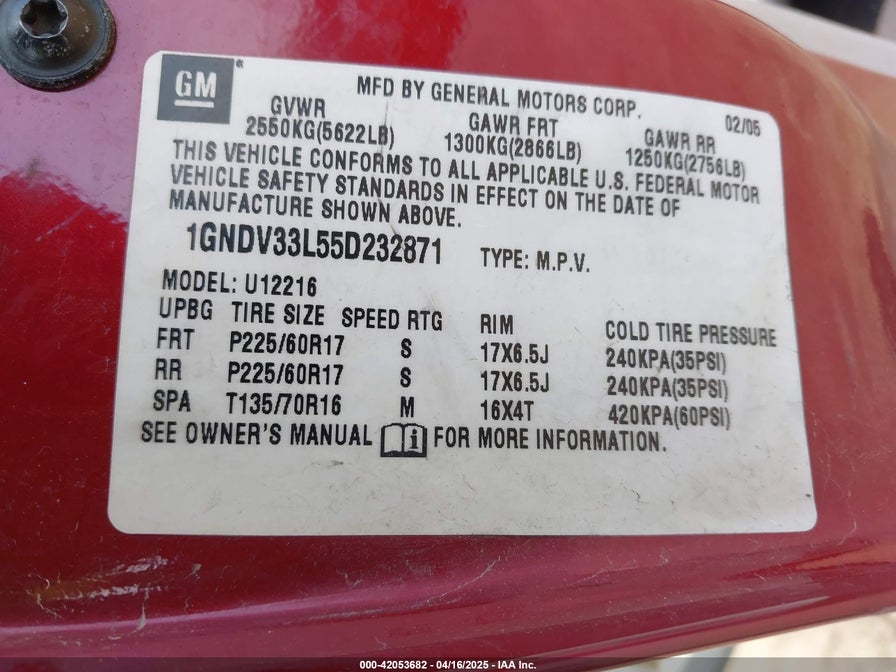 GM
MFD BY GENERAL MOTORS CORP. 02/05
GVWR GAWR FRT GAWR RR
2550KG(5622LB) 1300KG(2866LB) 1250KG(2756LB)
THIS VEHICLE CONFORMS TO ALL APPLICABLE U.S. FEDERAL MOTOR
VEHICLE SAFETY STANDARDS IN EFFECT ON THE DATE OF
MANUFACTURE SHOWN ABOVE.
1GNDV33L55D232871 TYPE: M.P.V.
MODEL: U12216
UPBG TIRE SIZE SPEED RTG RIM COLD TIRE PRESSURE
FRT P225/60R17 S 17X6.5J 240KPA(35PSI)
RR P225/60R17 S 17X6.5J 240KPA(35PSI)
SPA T135/70R16 M 16X4T 420KPA(60PSI)
SEE OWNER'S MANUAL i FOR MORE INFORMATION.
000-42053682 - 04/16/2025 - IAA Inc.